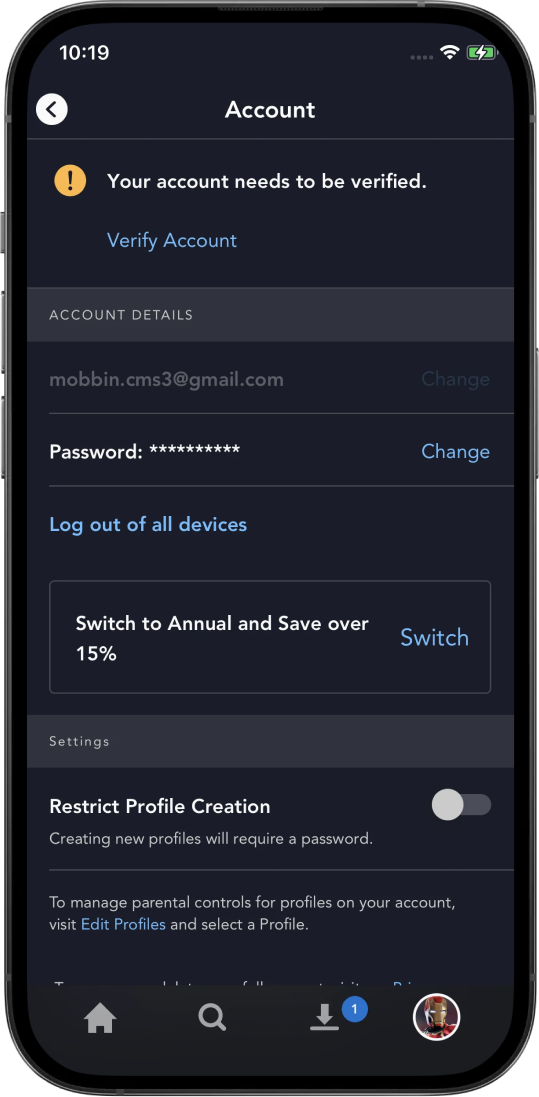 10:19
Account
Your account needs to be verified.
Verify Account
ACCOUNT DETAILS
mobbin.cms3@gmail.com Change
Password: ********** Change
Log out of all devices
Switch to Annual and Save over
15%
Switch
Settings
Restrict Profile Creation
Creating new profiles will require a password.
To manage parental controls for profiles on your account,
visit Edit Profiles and select a Profile.
1